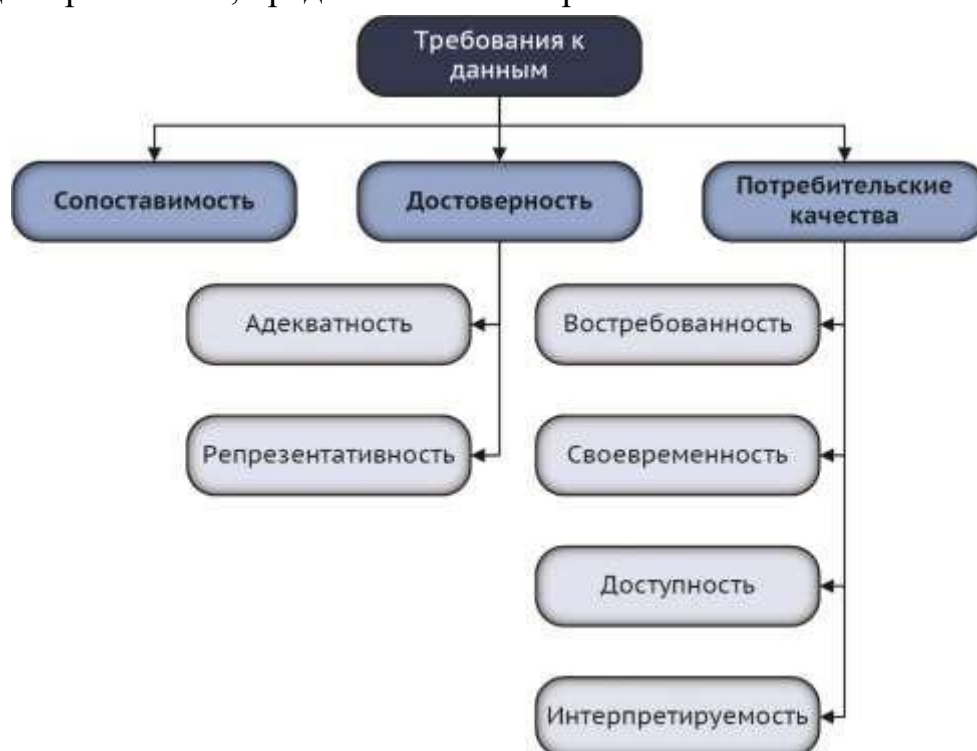 Требования к
данным
Сопоставимость
Достоверность
Потребительские
качества
Адекватность
Востребованность
Репрезентативность
Своевременность
Доступность
Интерпретируемость